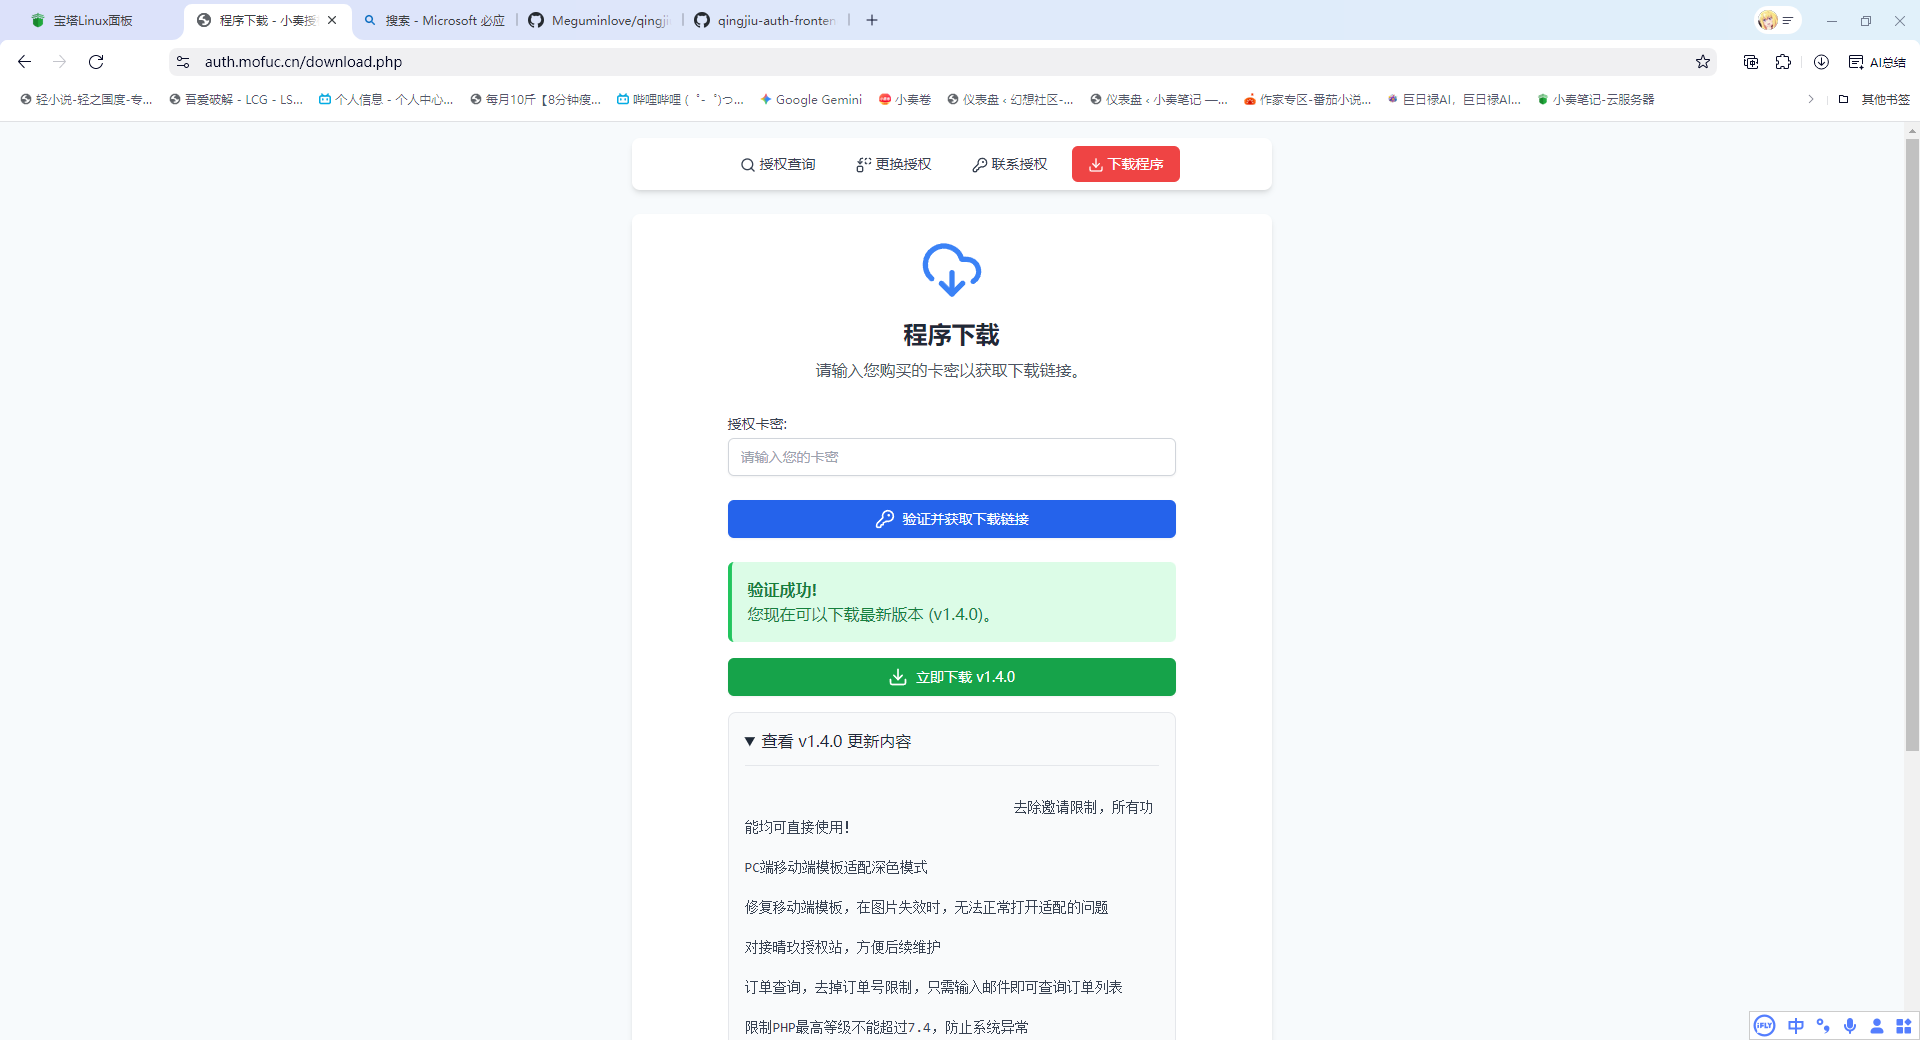 宝塔Linux面板
程序下载 - 小奏授
搜索 - Microsoft 必应
Meguminlove/qingji
qingjiu-auth-fronten
auth.mofuc.cn/download.php
AI总结
轻小说-轻之国度-专...
吾爱破解 - LCG - LS...
个人信息 - 个人中心...
每月10斤【8分钟瘦...
哔哩哔哩 (゜-゜)つ...
Google Gemini
小奏卷
仪表盘 ‹ 幻想社区-...
仪表盘 ‹ 小奏笔记 —...
作家专区-番茄小说...
巨日禄AI，巨日禄AI...
小奏笔记-云服务器
其他书签
授权查询
更换授权
联系授权
下载程序
程序下载
请输入您购买的卡密以获取下载链接。
授权卡密:
请输入您的卡密
验证并获取下载链接
验证成功!
您现在可以下载最新版本 (v1.4.0)。
立即下载 v1.4.0
▼ 查看 v1.4.0 更新内容
去除邀请限制，所有功
能均可直接使用！
PC端移动端模板适配深色模式
修复移动端模板，在图片失效时，无法正常打开适配的问题
对接晴玖授权站，方便后续维护
订单查询，去掉订单号限制，只需输入邮件即可查询订单列表
限制PHP最高等级不能超过7.4，防止系统异常
iFLY
中